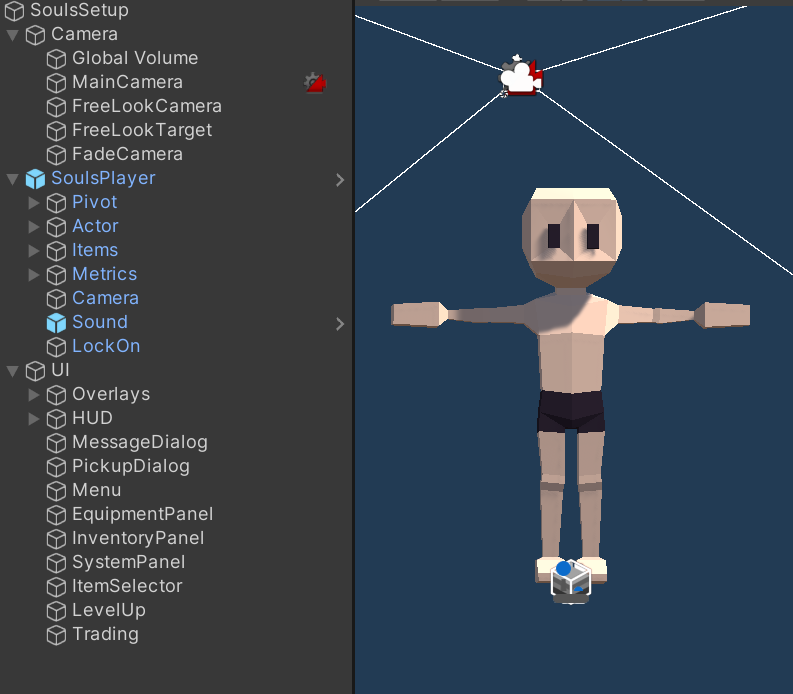 SoulsSetup
Camera
Global Volume
MainCamera
FreeLookCamera
FreeLookTarget
FadeCamera
SoulsPlayer
Pivot
Actor
Items
Metrics
Camera
Sound
LockOn
UI
Overlays
HUD
MessageDialog
PickupDialog
Menu
EquipmentPanel
InventoryPanel
SystemPanel
ItemSelector
LevelUp
Trading